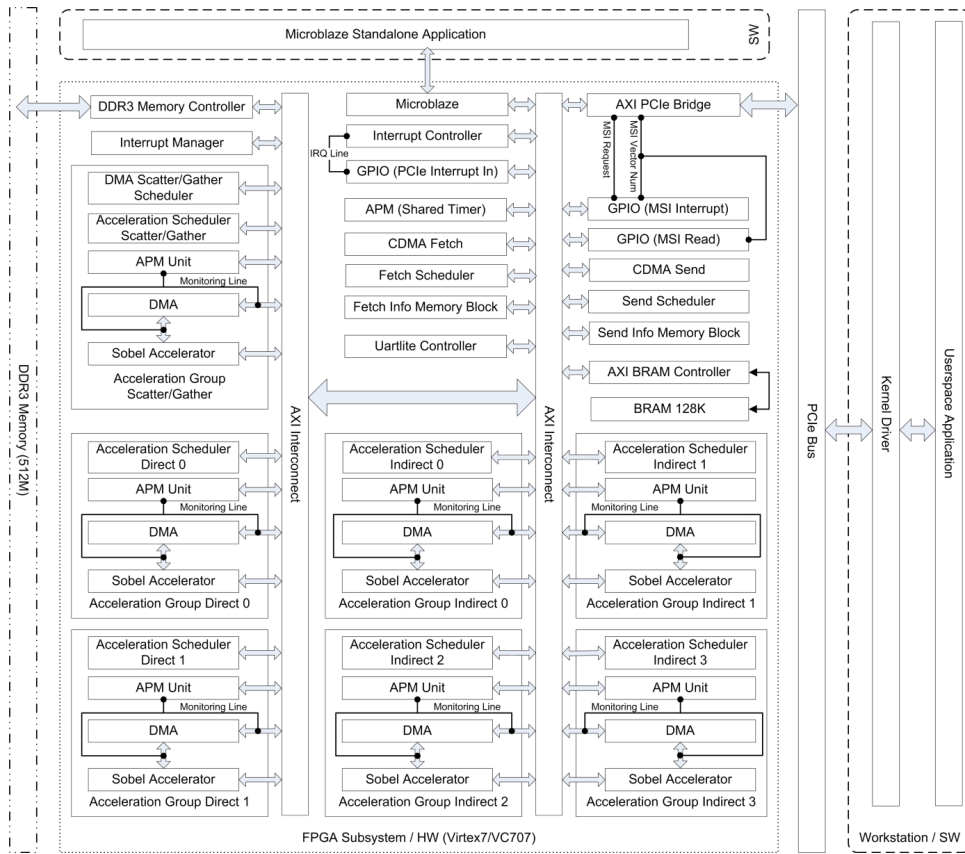 Microblaze Standalone Application
SW
DDR3 Memory (512M)
DDR3 Memory Controller
Interrupt Manager
DMA Scatter/Gather
Scheduler
Acceleration Scheduler
Scatter/Gather
APM Unit
Monitoring Line
DMA
Sobel Accelerator
Acceleration Group
Scatter/Gather
Acceleration Scheduler
Direct 0
APM Unit
Monitoring Line
DMA
Sobel Accelerator
Acceleration Group Direct 0
Acceleration Scheduler
Direct 1
APM Unit
Monitoring Line
DMA
Sobel Accelerator
Acceleration Group Direct 1
AXI Interconnect
Microblaze
Interrupt Controller
IRQ Line
GPIO (PCIe Interrupt In)
APM (Shared Timer)
CDMA Fetch
Fetch Scheduler
Fetch Info Memory Block
Uartlite Controller
Acceleration Scheduler
Indirect 0
APM Unit
Monitoring Line
DMA
Sobel Accelerator
Acceleration Group Indirect 0
Acceleration Scheduler
Indirect 2
APM Unit
Monitoring Line
DMA
Sobel Accelerator
Acceleration Group Indirect 2
AXI Interconnect
AXI PCIe Bridge
MSI Request
MSI Vector Num
GPIO (MSI Interrupt)
GPIO (MSI Read)
CDMA Send
Send Scheduler
Send Info Memory Block
AXI BRAM Controller
BRAM 128K
Acceleration Scheduler
Indirect 1
APM Unit
Monitoring Line
DMA
Sobel Accelerator
Acceleration Group Indirect 1
Acceleration Scheduler
Indirect 3
APM Unit
Monitoring Line
DMA
Sobel Accelerator
Acceleration Group Indirect 3
FPGA Subsystem / HW (Virtex7/VC707)
PCIe Bus
Kernel Driver
Userspace Application
Workstation / SW